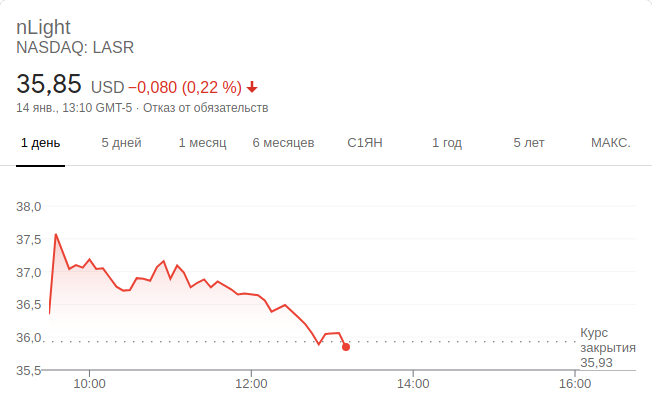 nLight
NASDAQ: LASR
35,85 USD −0,080 (0,22 %)
14 янв., 13:10 GMT-5 · Отказ от обязательств
1 день 5 дней 1 месяц 6 месяцев С1ЯН 1 год 5 лет МАКС.
38,0
37,5
37,0
36,5
36,0
35,5
Курс
закрытия
35,93
10:00 12:00 14:00 16:00